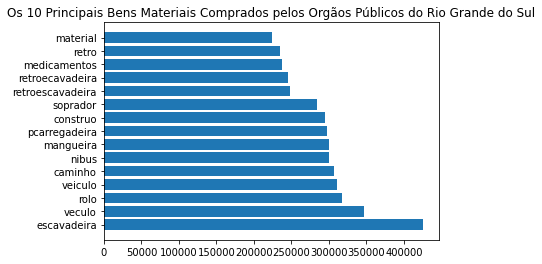 Os 10 Principais Bens Materiais Comprados pelos Orgãos Públicos do Rio Grande do Sul
material
retro
medicamentos
retroecavadeira
retroescavadeira
soprador
construo
pcarregadeira
mangueira
nibus
caminho
veiculo
rolo
veculo
escavadeira
0 50000 100000 150000 200000 250000 300000 350000 400000